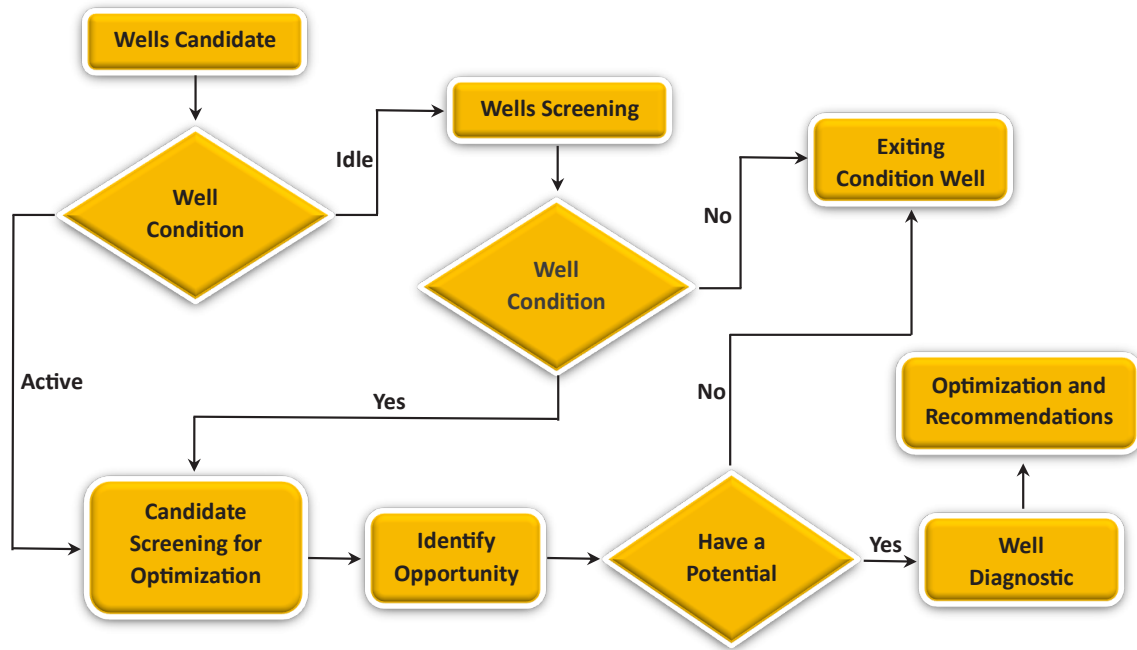 Wells Candidate
Well
Condition
Idle
Wells Screening
Well
Condition
No
Exiting
Condition Well
Active
Yes
Candidate
Screening for
Optimization
Identify
Opportunity
Have a
Potential
No
Yes
Well
Diagnostic
Optimization and
Recommendations